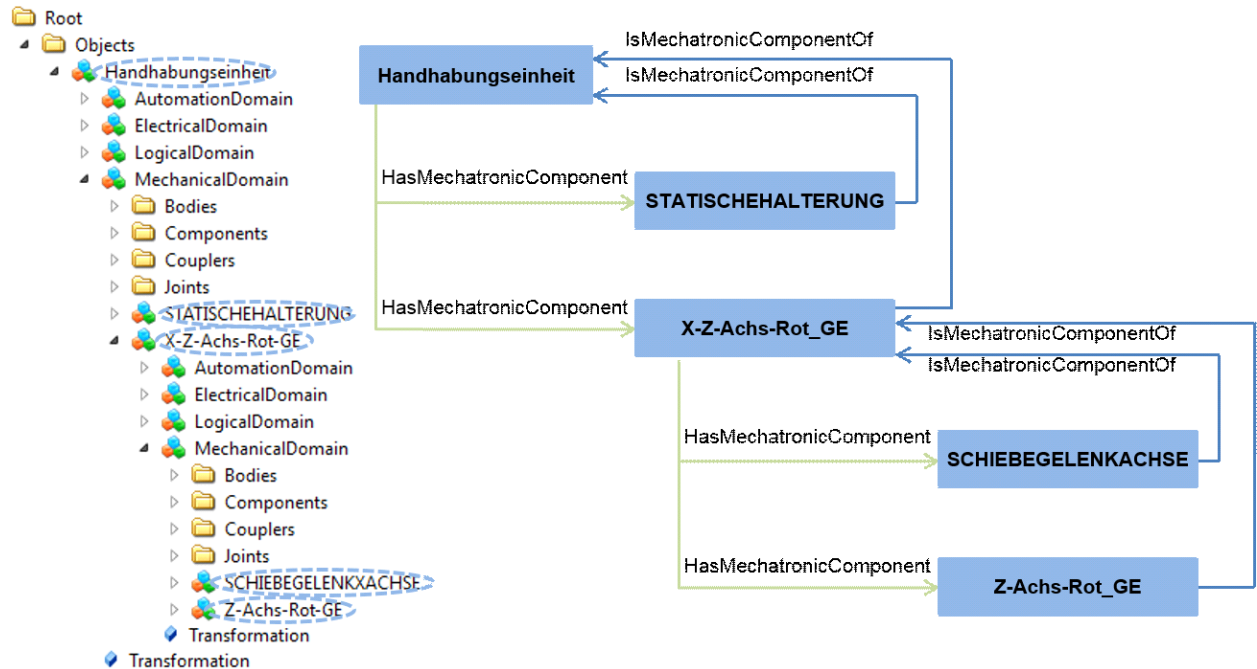 Root
Objects
Handhabungseinheit
AutomationDomain
ElectricalDomain
LogicalDomain
MechanicalDomain
Bodies
Components
Couplers
Joints
STATISCHEHALTERUNG
X-Z-Achs-Rot-GE
AutomationDomain
ElectricalDomain
LogicalDomain
MechanicalDomain
Bodies
Components
Couplers
Joints
SCHIEBEGELENKXACHSE
Z-Achs-Rot-GE
Transformation
Transformation
IsMechatronicComponentOf
Handhabungseinheit
IsMechatronicComponentOf
HasMechatronicComponent
STATISCHEHALTERUNG
HasMechatronicComponent
X-Z-Achs-Rot_GE
IsMechatronicComponentOf
IsMechatronicComponentOf
HasMechatronicComponent
SCHIEBEGELENKACHSE
HasMechatronicComponent
Z-Achs-Rot_GE